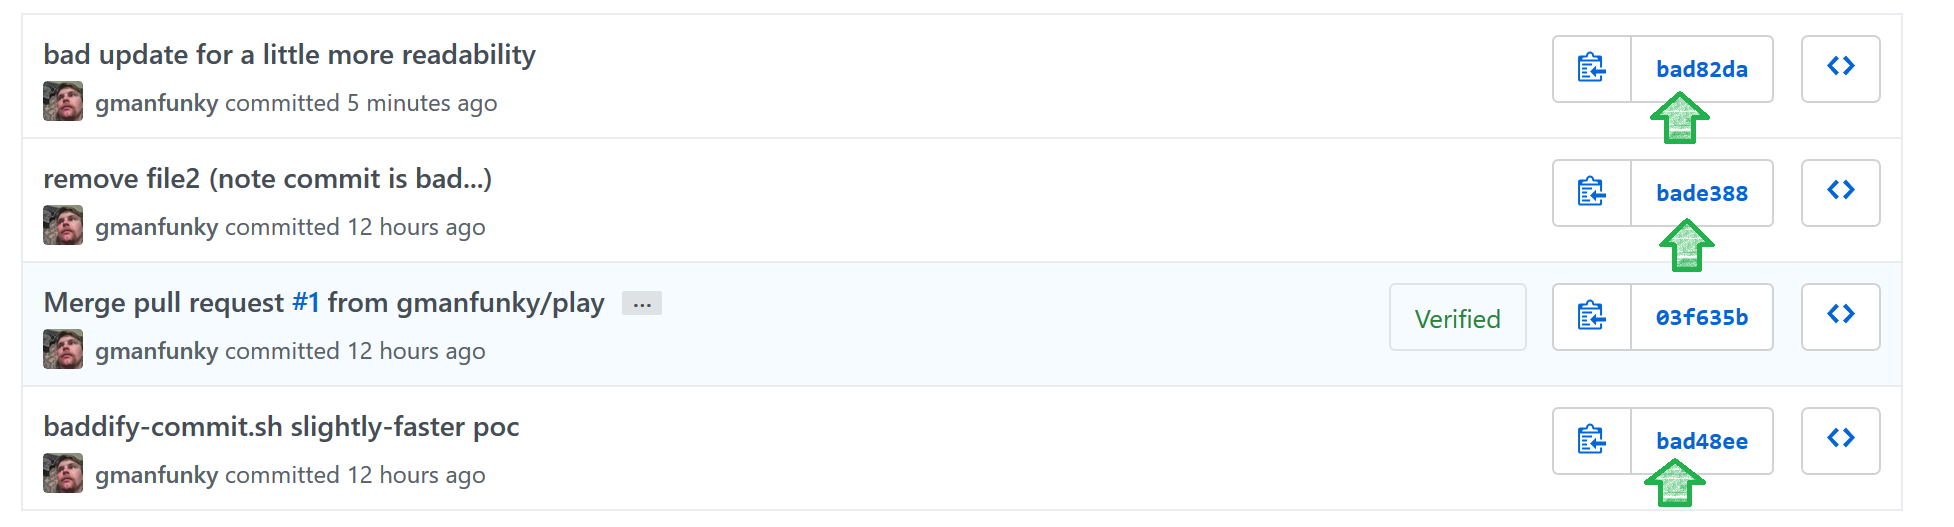 bad update for a little more readability
bad82da
gmanfunky committed 5 minutes ago
remove file2 (note commit is bad...)
bade388
gmanfunky committed 12 hours ago
Merge pull request #1 from gmanfunky/play ...
Verified
03f635b
gmanfunky committed 12 hours ago
baddify-commit.sh slightly-faster poc
bad48ee
gmanfunky committed 12 hours ago